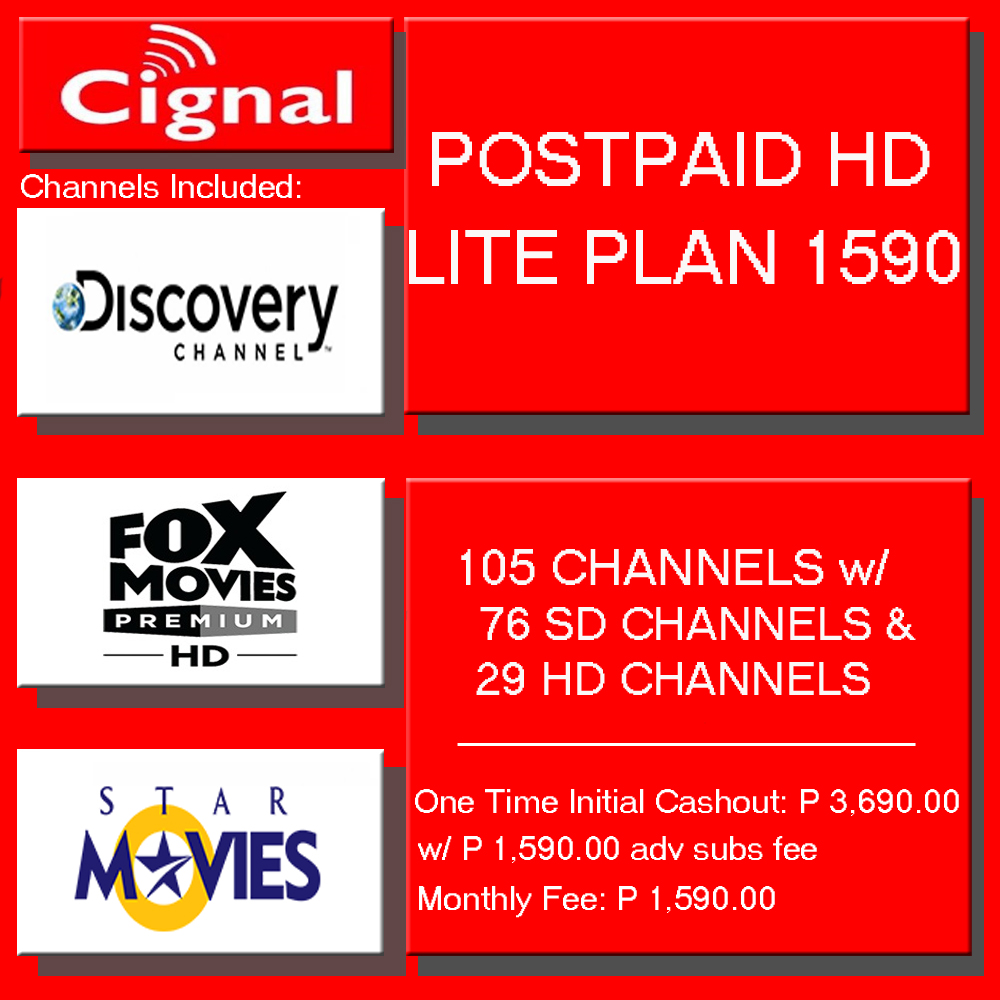 Cignal
Channels Included:
Discovery
CHANNEL
TM
FOX
MOVIES
PREMIUM
HD
STAR
MOVIES
POSTPAID HD
LITE PLAN 1590
105 CHANNELS w/
76 SD CHANNELS &
29 HD CHANNELS
One Time Initial Cashout: P 3,690.00
w/ P 1,590.00 adv subs fee
Monthly Fee: P 1,590.00